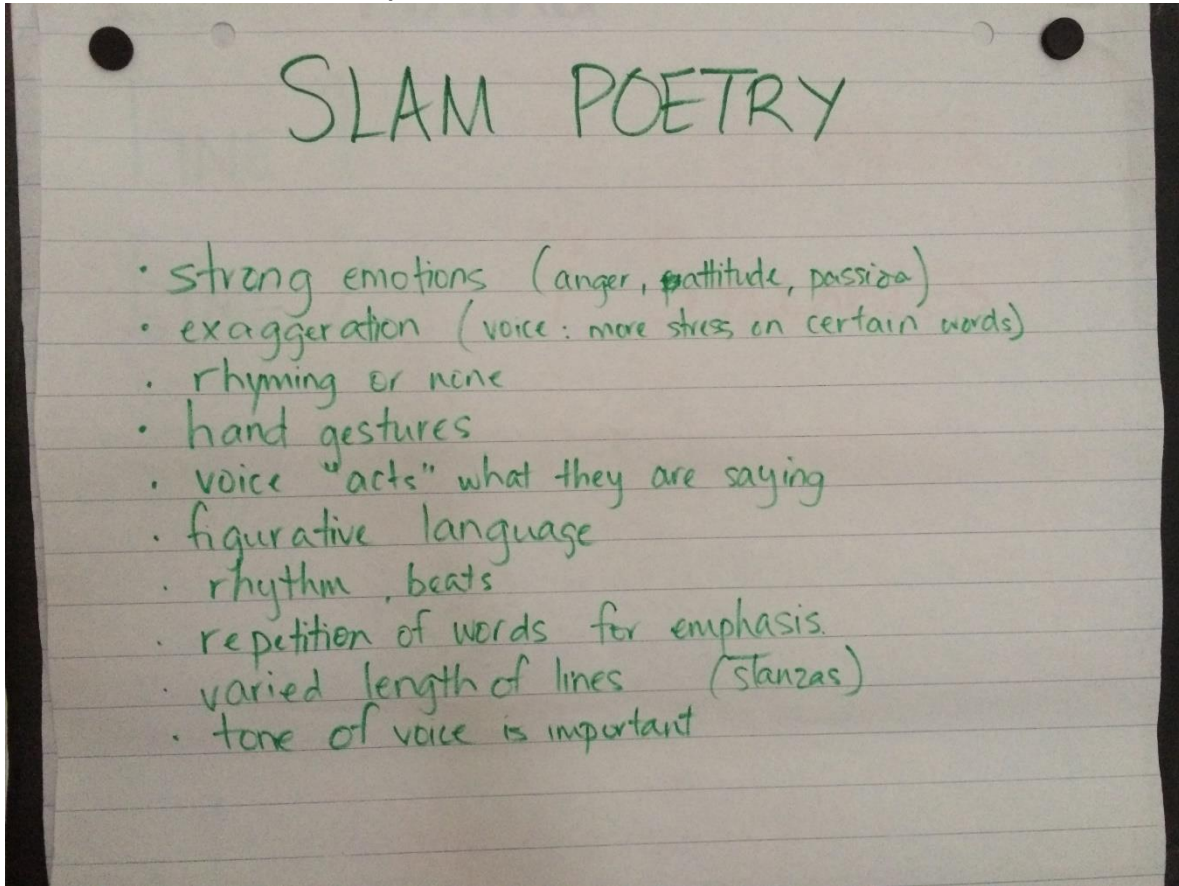 SLAM POETRY
· strong emotions (anger, attitude, passion)
· exaggeration (voice: more stress on certain words)
· rhyming or none
· hand gestures
· voice "acts" what they are saying
· figurative language
· rhythm, beats
· repetition of words for emphasis.
· varied length of lines (stanzas)
· tone of voice is important